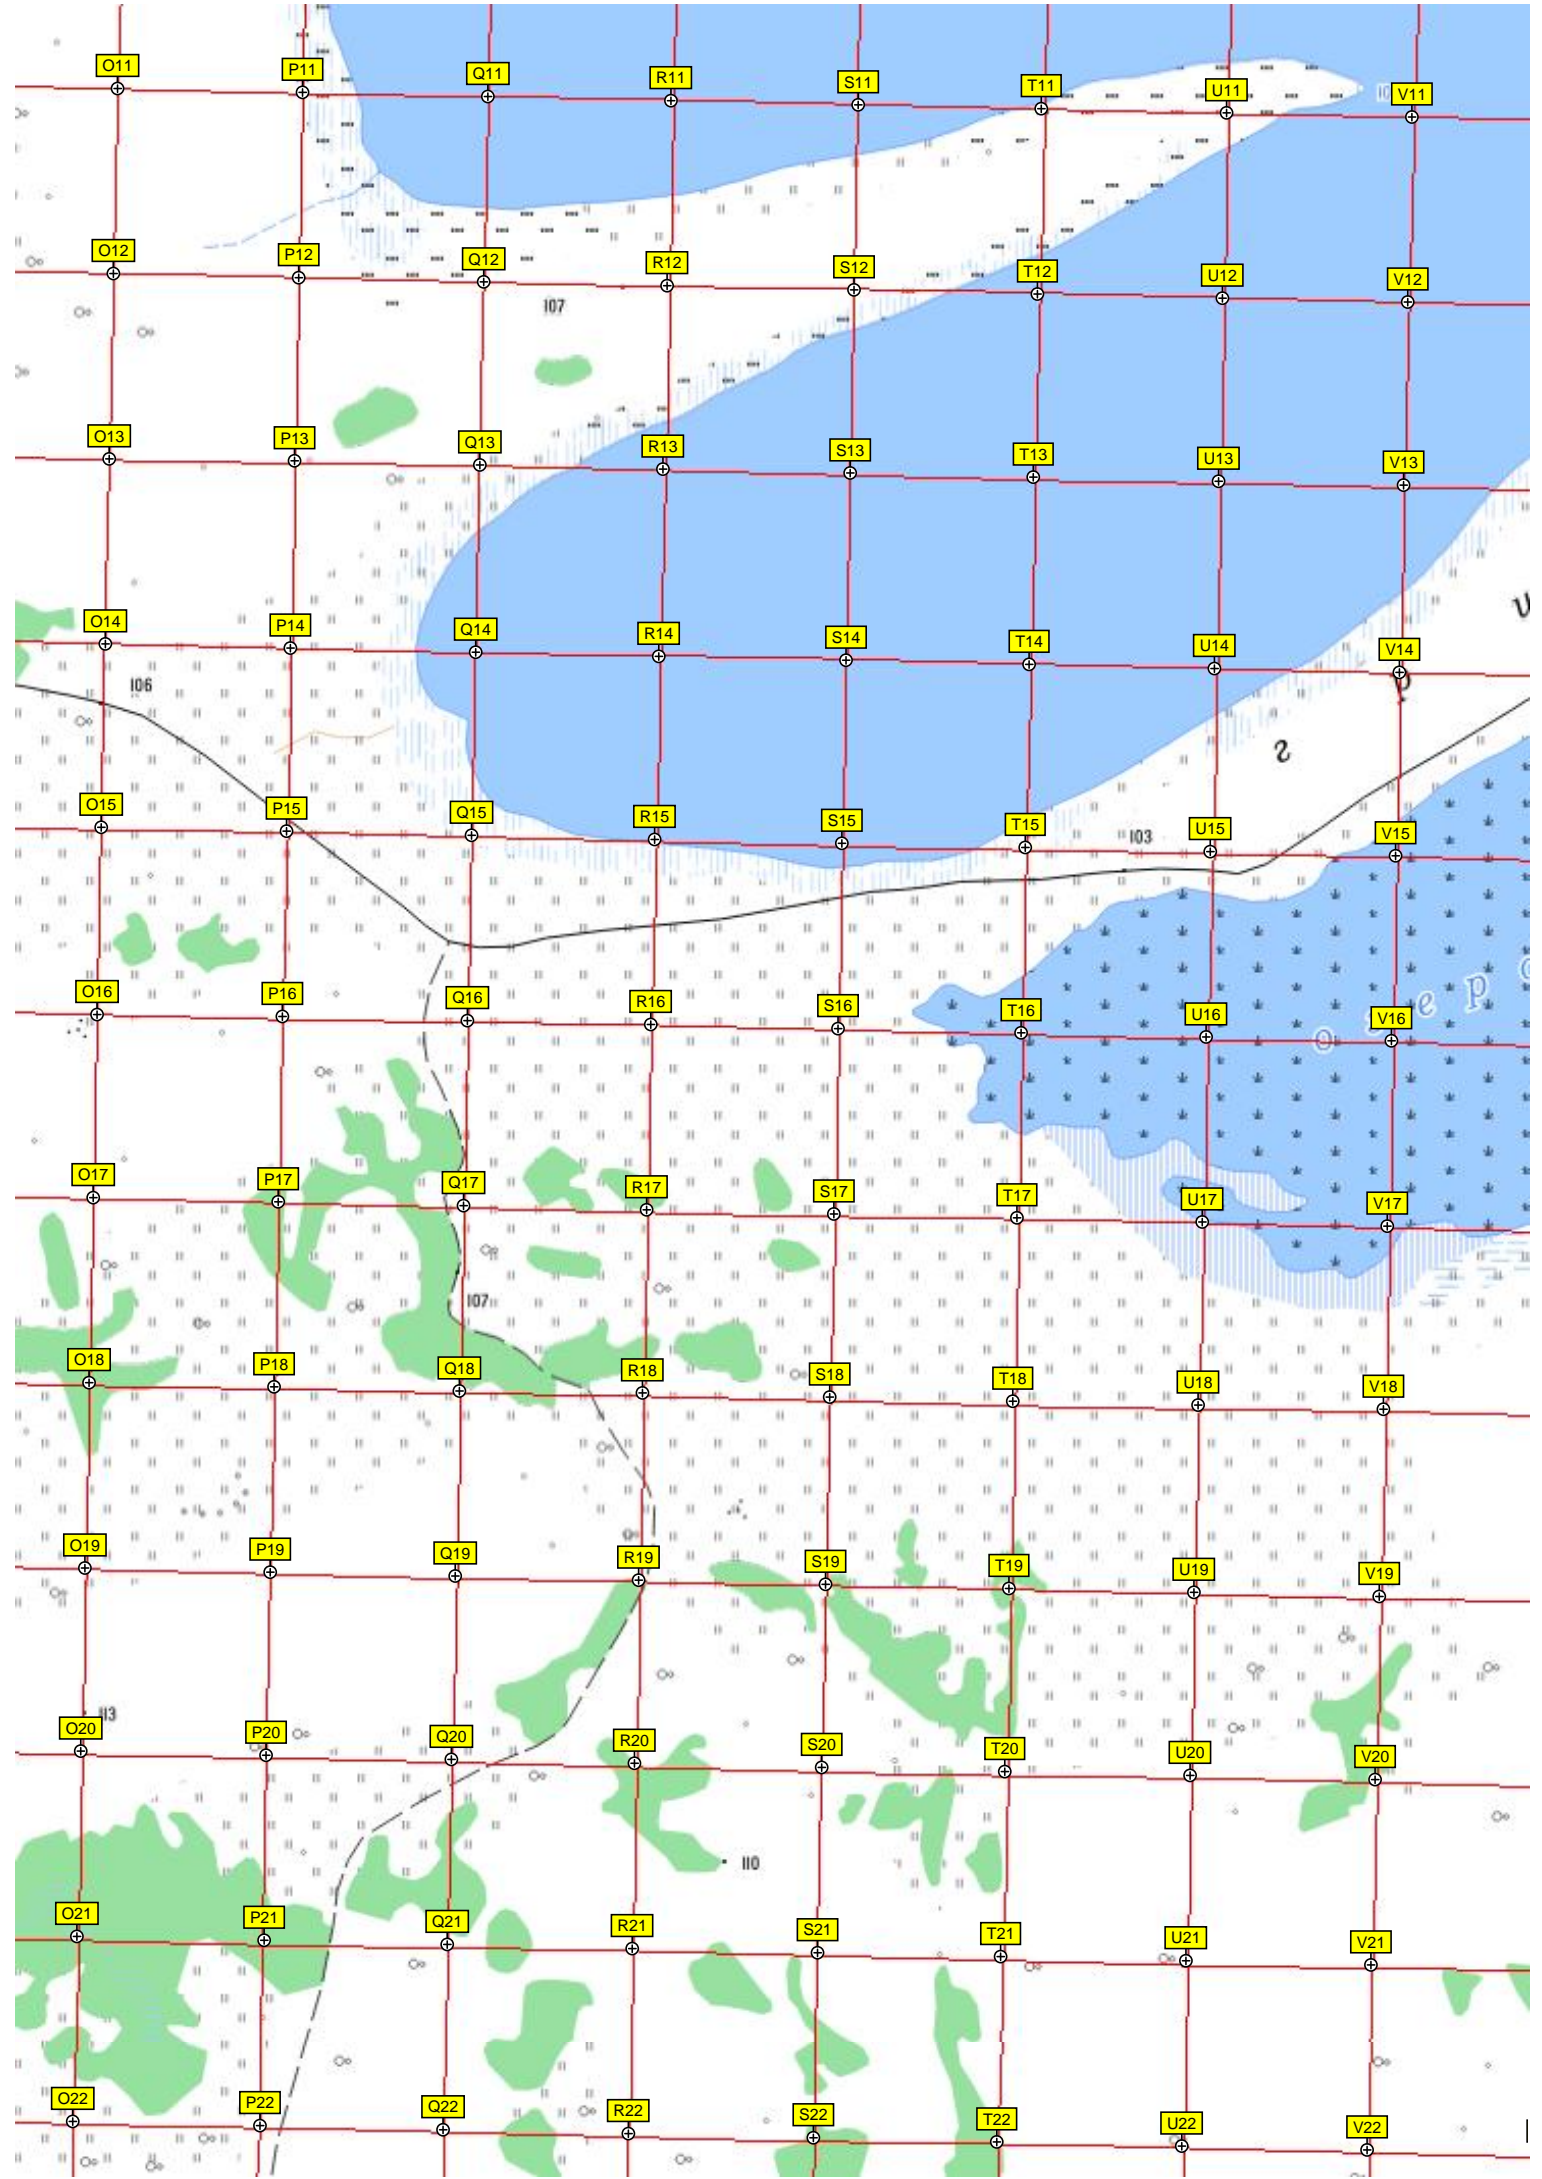 O11 P11 Q11 R11 S11 T11 U11 V11
O12 P12 Q12 R12 S12 T12 U12 V12
107
O13 P13 Q13 R13 S13 T13 U13 V13
O14 P14 Q14 R14 S14 T14 U14 V14
106
O15 P15 Q15 R15 S15 T15 U15 V15
103
О з е р о
O16 P16 Q16 R16 S16 T16 U16 V16
O17 P17 Q17 R17 S17 T17 U17 V17
107
O18 P18 Q18 R18 S18 T18 U18 V18
O19 P19 Q19 R19 S19 T19 U19 V19
113
O20 P20 Q20 R20 S20 T20 U20 V20
110
O21 P21 Q21 R21 S21 T21 U21 V21
O22 P22 Q22 R22 S22 T22 U22 V22